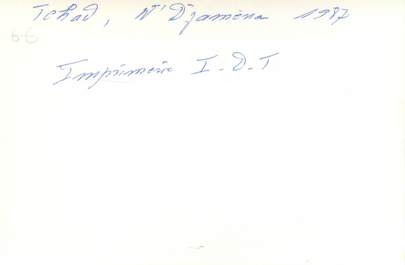 Tchad, N'Djamena 1987
Imprimerie I-D-T